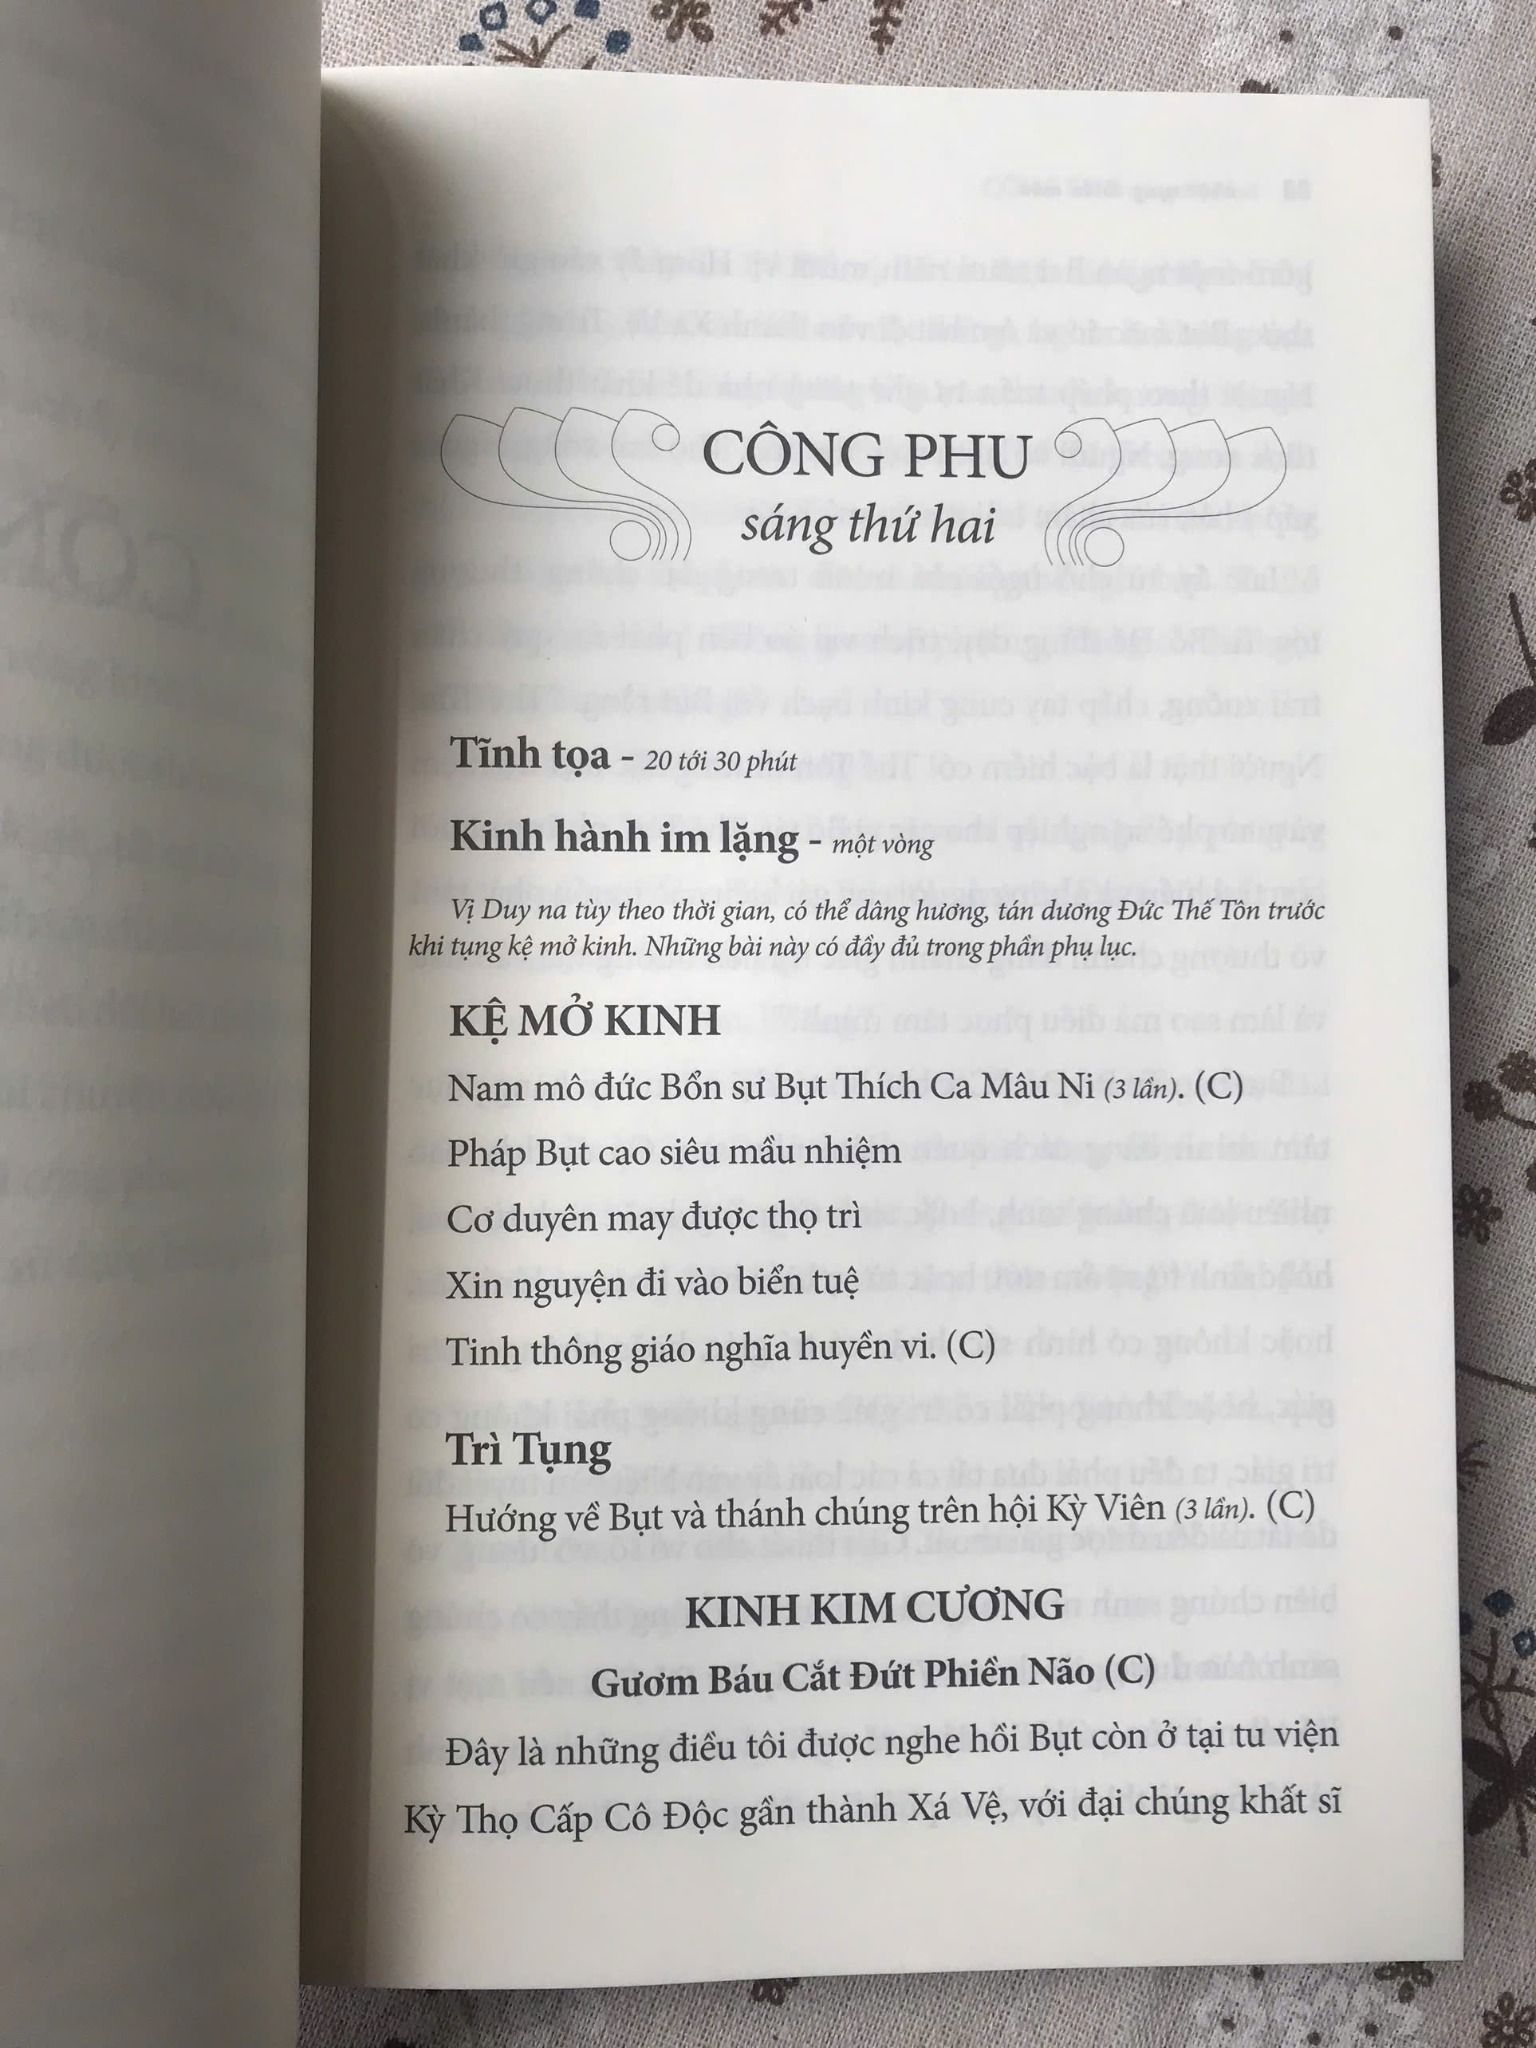 CÔNG PHU
sáng thứ hai
Tĩnh tọa - 20 tới 30 phút
Kinh hành im lặng - một vòng
Vị Duy na tùy theo thời gian, có thể dâng hương, tán dương Đức Thế Tôn trước
khi tụng kệ mở kinh. Những bài này có đầy đủ trong phần phụ lục.
KỆ MỞ KINH
Nam mô đức Bổn sư Bụt Thích Ca Mâu Ni (3 lần). (C)
Pháp Bụt cao siêu mầu nhiệm
Cơ duyên may được thọ trì
Xin nguyện đi vào biển tuệ
Tinh thông giáo nghĩa huyền vi. (C)
Trì Tụng
Hướng về Bụt và thánh chúng trên hội Kỳ Viên (3 lần). (C)
KINH KIM CƯƠNG
Gươm Báu Cắt Đứt Phiền Não (C)
Đây là những điều tôi được nghe hồi Bụt còn ở tại tu viện
Kỳ Thọ Cấp Cô Độc gần thành Xá Vệ, với đại chúng khất sĩ